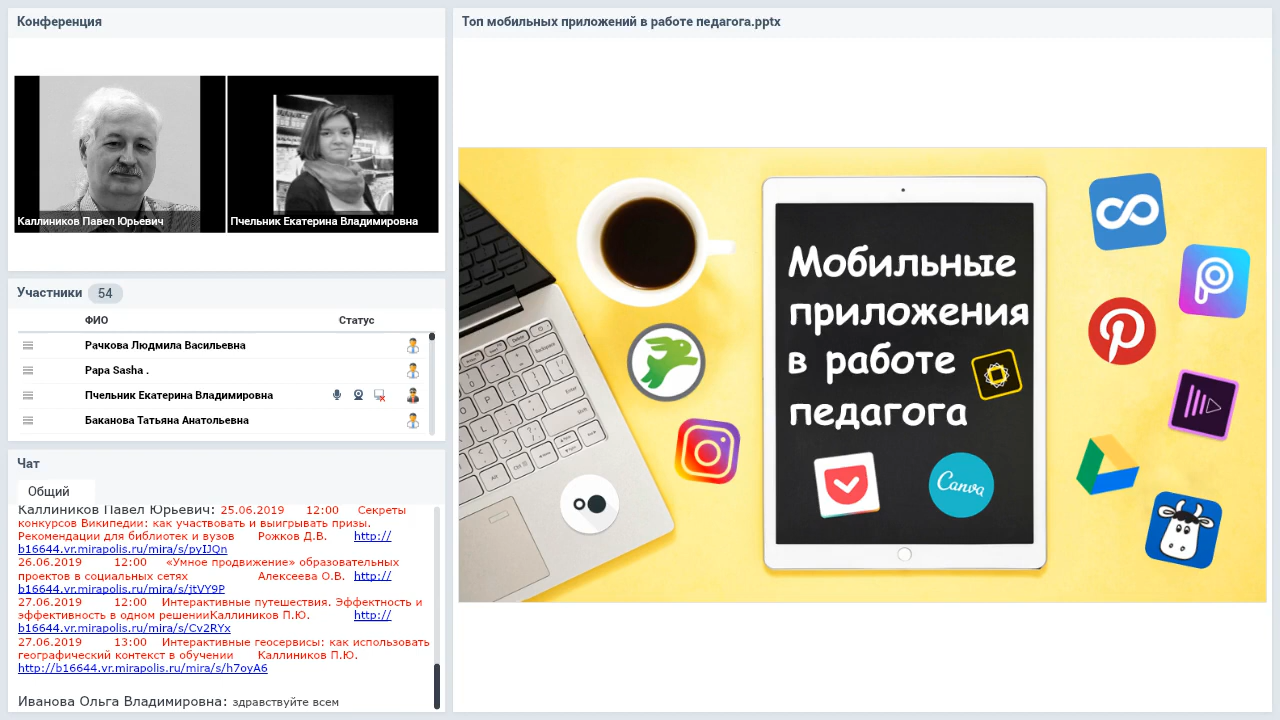 Конференция
Каллиников Павел Юрьевич
Пчельник Екатерина Владимировна
Участники 54
ФИО Статус
Рачкова Людмила Васильевна
Papa Sasha .
Пчельник Екатерина Владимировна
Баканова Татьяна Анатольевна
Чат
Общий
Каллиников Павел Юрьевич: 25.06.2019 12:00 Секреты
конкурсов Википедии: как участвовать и выигрывать призы.
Рекомендации для библиотек и вузов Рожков Д.В. http://
b16644.vr.mirapolis.ru/mira/s/pyIJQn
26.06.2019 12:00 «Умное продвижение» образовательных
проектов в социальных сетях Алексеева О.В. http://
b16644.vr.mirapolis.ru/mira/s/jtVY9P
27.06.2019 12:00 Интерактивные путешествия. Эффектность и
эффективность в одном решенииКаллиников П.Ю. http://
b16644.vr.mirapolis.ru/mira/s/Cv2RYx
27.06.2019 13:00 Интерактивные геосервисы: как использовать
географический контекст в обучении Каллиников П.Ю.
http://b16644.vr.mirapolis.ru/mira/s/h7oyA6
Иванова Ольга Владимировна: здравствуйте всем
Топ мобильных приложений в работе педагога.pptx
Мобильные
приложения
в работе
педагога
Canva